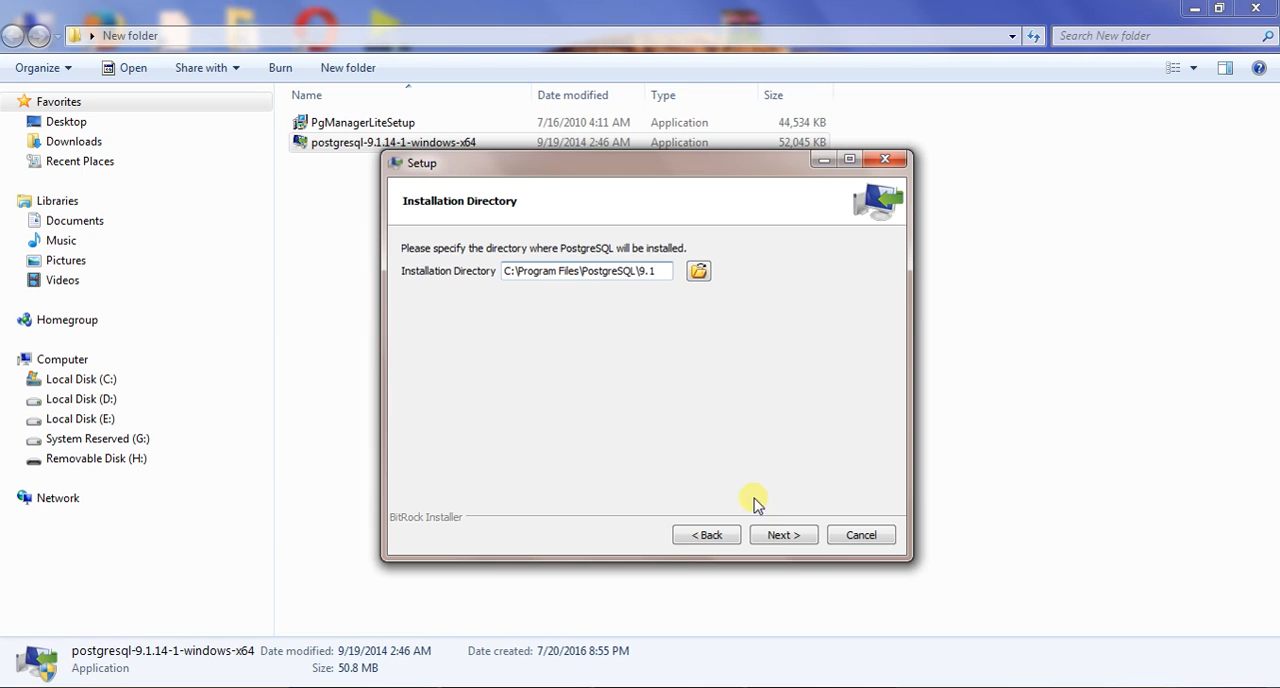 New folder
Search New folder
Organize
Open
Share with
Burn
New folder
Favorites
Desktop
Downloads
Recent Places
Libraries
Documents
Music
Pictures
Videos
Homegroup
Computer
Local Disk (C:)
Local Disk (D:)
Local Disk (E:)
System Reserved (G:)
Removable Disk (H:)
Network
Name Date modified Type Size
PgManagerLiteSetup 7/16/2010 4:11 AM Application 44,534 KB
postgresql-9.1.14-1-windows-x64 9/19/2014 2:46 AM Application 52,045 KB
Setup
Installation Directory
Please specify the directory where PostgreSQL will be installed.
Installation Directory C:\Program Files\PostgreSQL\9.1
BitRock Installer
< Back Next > Cancel
postgresql-9.1.14-1-windows-x64 Date modified: 9/19/2014 2:46 AM Date created: 7/20/2016 8:55 PM
Application Size: 50.8 MB